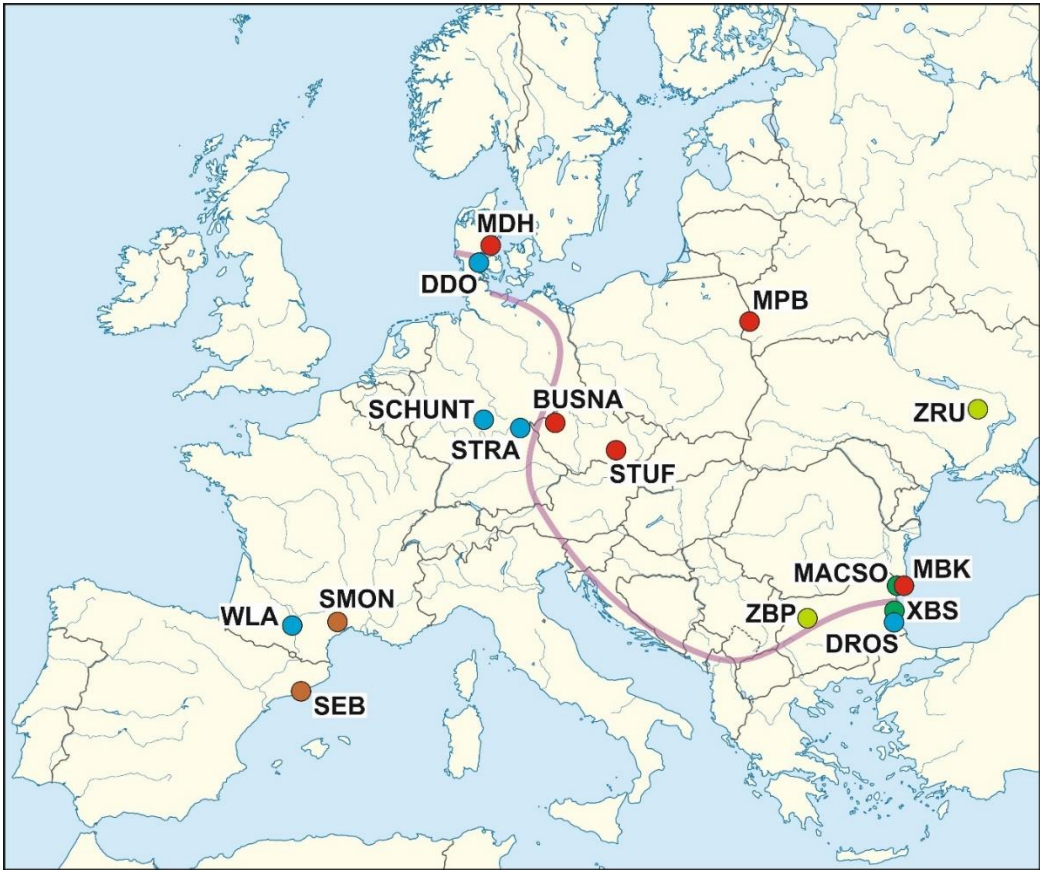 MDH
DDO
MPB
BUSNA
SCHUNT
ZRU
STRA
STUF
MACSO
MBK
SMON
WLA
ZBP
XBS
DROS
SEB